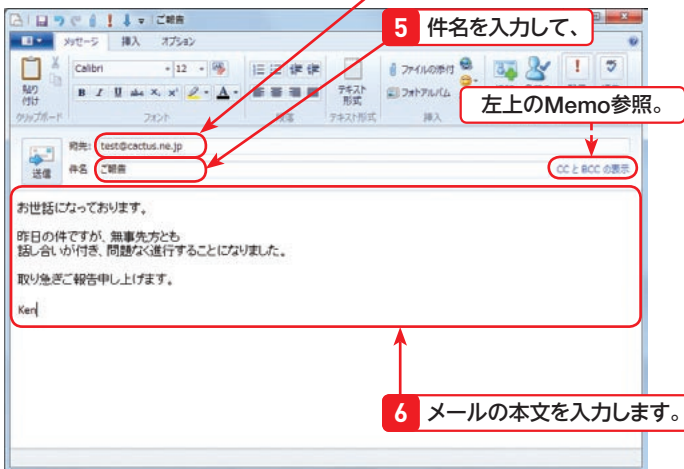 ご報告
5 件名を入力して、
メッセージ 挿入 オプション
Calibri 12
貼り付け
B I U abc
テキスト形式
ファイルの添付
フォトアルバム
左上のMemo参照。
クリップボード フォント 段落 テキスト形式 挿入
宛先: test@cactus.ne.jp
送信 件名: ご報告 CC と BCC の表示
お世話になっております。
昨日の件ですが、無事先方とも
話し合いが付き、問題なく進行することになりました。
取り急ぎご報告申し上げます。
Ken
6 メールの本文を入力します。